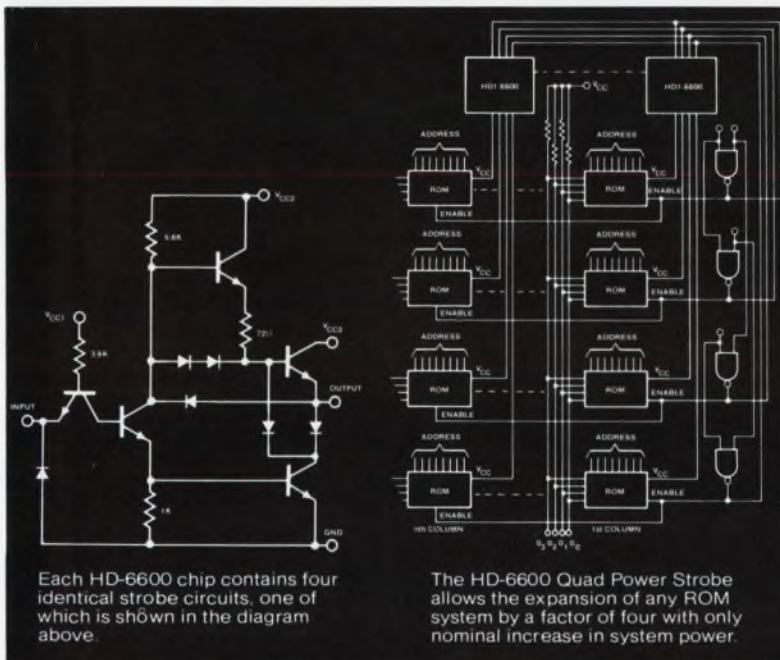 VCC2
5.6K
VCC1
72Ω
VCC3
3.9K
INPUT
OUTPUT
1K
GND
Each HD-6600 chip contains four
identical strobe circuits, one of
which is shown in the diagram
above.
HD1-6600
HD1-6600
VCC
ADDRESS
ADDRESS
VCC
VCC
ROM
ROM
ENABLE
ENABLE
ADDRESS
ADDRESS
VCC
VCC
ROM
ROM
ENABLE
ENABLE
ADDRESS
ADDRESS
VCC
VCC
ROM
ROM
ENABLE
ENABLE
ADDRESS
ADDRESS
VCC
VCC
ROM
ROM
ENABLE
ENABLE
nth COLUMN
1st COLUMN
The HD-6600 Quad Power Strobe
allows the expansion of any ROM
system by a factor of four with only
nominal increase in system power.